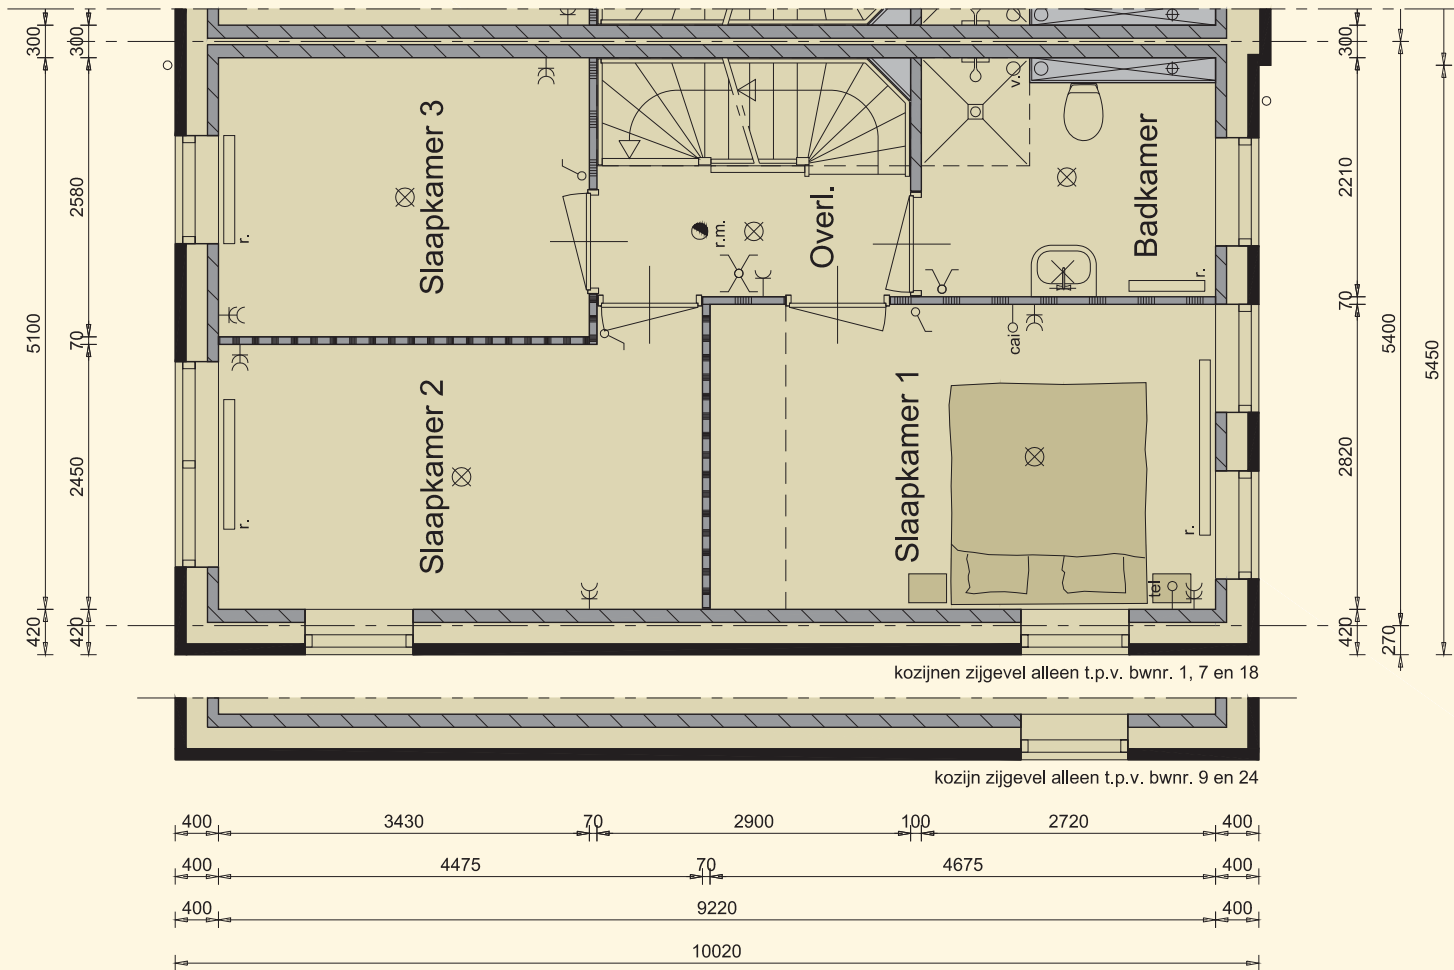 300
300
2580
5100
70
2450
420
420
Slaapkamer 3
r.
Overl.
r.m.
v.
Badkamer
r.
Slaapkamer 2
r.
Slaapkamer 1
cai
r.
tel
300
2210
70
5400
5450
2820
420
270
kozijnen zijgevel alleen t.p.v. bwnr. 1, 7 en 18
kozijn zijgevel alleen t.p.v. bwnr. 9 en 24
400 3430 70 2900 100 2720 400
400 4475 70 4675 400
400 9220 400
10020